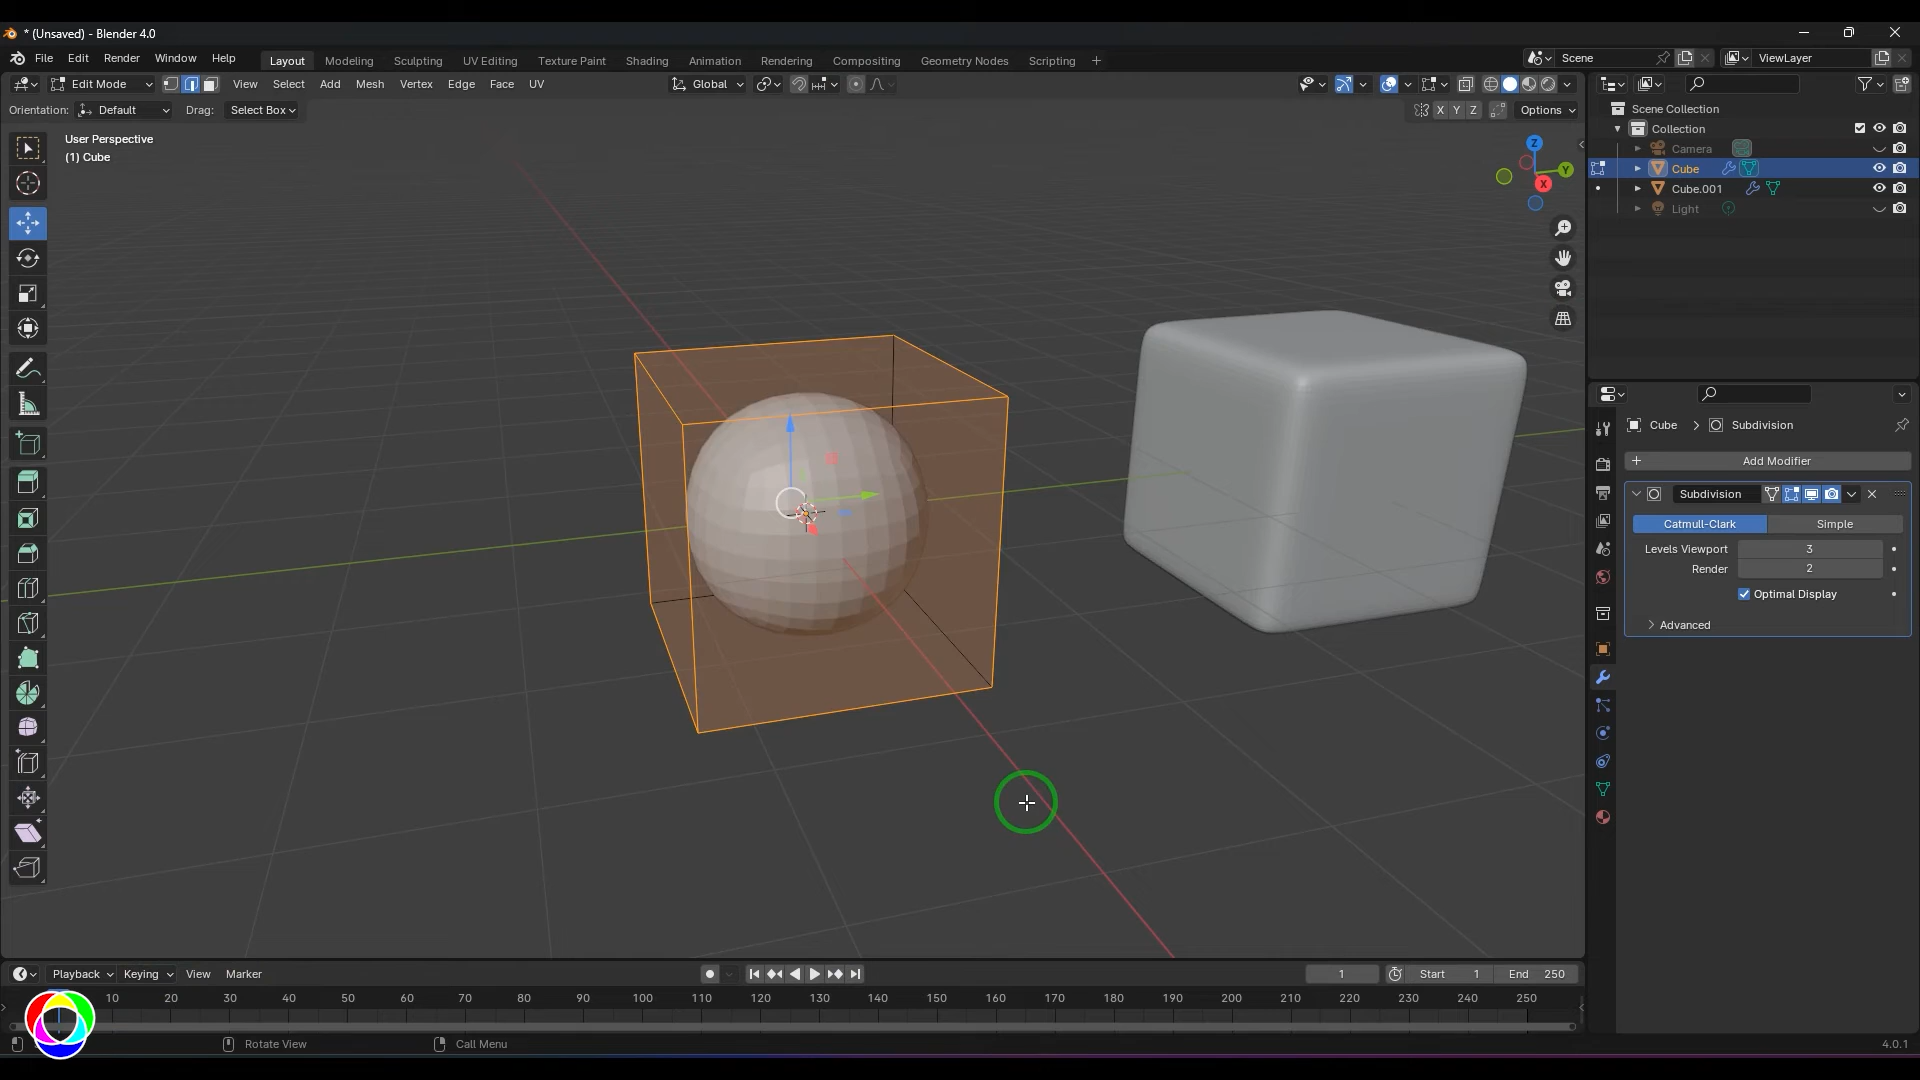 * (Unsaved) - Blender 4.0
File Edit Render Window Help Layout Modeling Sculpting UV Editing Texture Paint Shading Animation Rendering Compositing Geometry Nodes Scripting + Scene ViewLayer
Edit Mode View Select Add Mesh Vertex Edge Face UV Global
Orientation: Default Drag: Select Box X Y Z Options
User Perspective
(1) Cube
Z
Y
X
Scene Collection
Collection
Camera
Cube
Cube.001
Light
Cube > Subdivision
+ Add Modifier
Subdivision
Catmull-Clark Simple
Levels Viewport 3
Render 2
Optimal Display
Advanced
Playback Keying View Marker 1 Start 1 End 250
10 20 30 40 50 60 70 80 90 100 110 120 130 140 150 160 170 180 190 200 210 220 230 240 250
Rotate View Call Menu 4.0.1